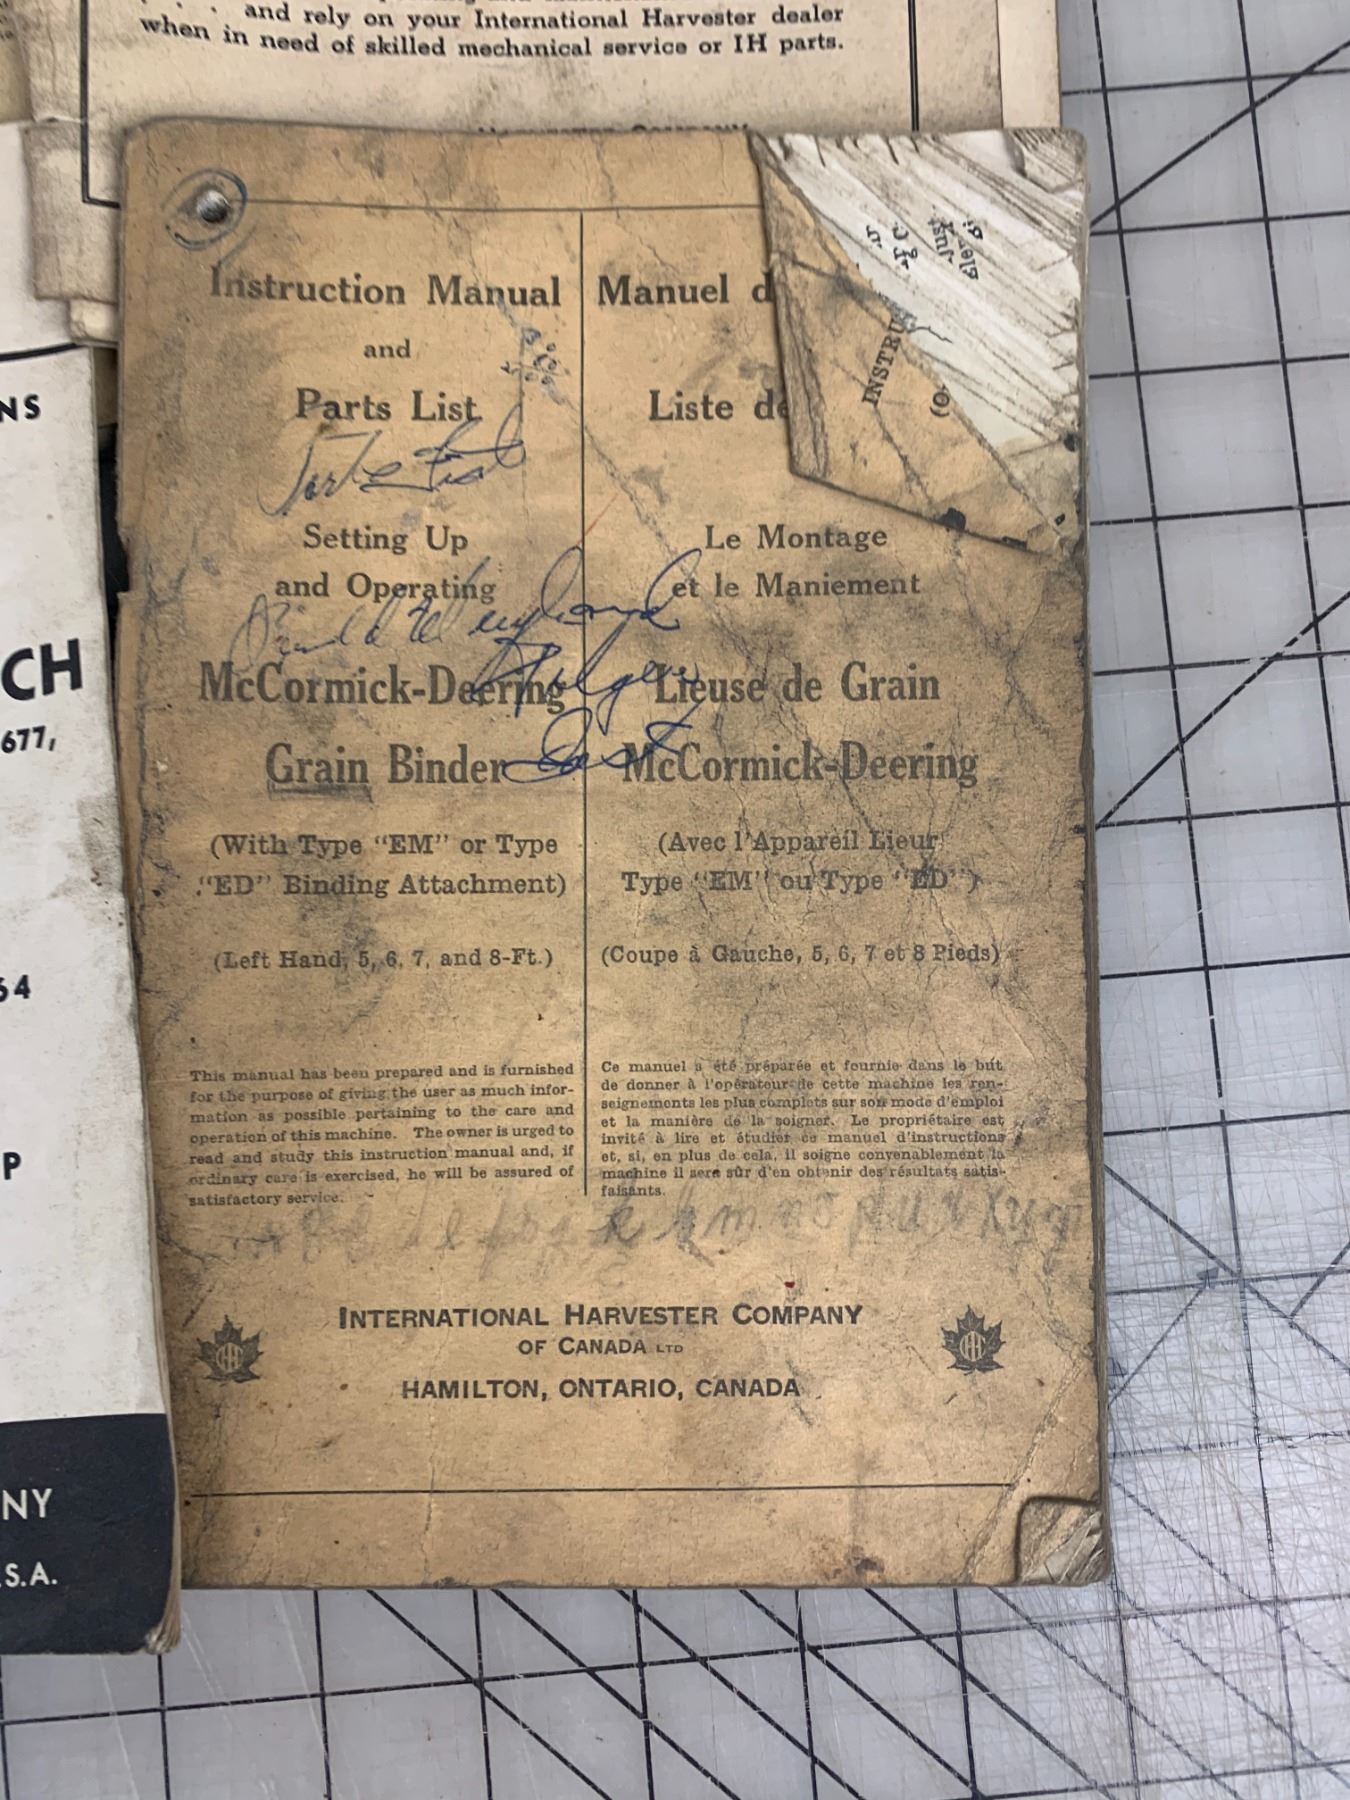 and rely on your International Harvester dealer
when in need of skilled mechanical service or IH parts.
NS
CH
677,
64
P
NY
S.A.
Instruction Manual
and
Parts List
Setting Up
and Operating
McCormick-Deering
Grain Binder
(With Type "EM" or Type
"ED" Binding Attachment)
(Left Hand, 5, 6, 7, and 8-Ft.)
This manual has been prepared and is furnished
for the purpose of giving the user as much infor-
mation as possible pertaining to the care and
operation of this machine. The owner is urged to
read and study this instruction manual and, if
ordinary care is exercised, he will be assured of
satisfactory service.
Manuel d
Liste de
Le Montage
et le Maniement
Lieuse de Grain
McCormick-Deering
(Avec l'Appareil Lieur
Type "EM" ou Type "ED")
(Coupe à Gauche, 5, 6, 7 et 8 Pieds)
Ce manuel a été préparée et fournie dans le but
de donner à l'opérateur de cette machine les ren-
seignements les plus complets sur son mode d'emploi
et la manière de la soigner. Le propriétaire est
invité à lire et étudier ce manuel d'instructions
et, si, en plus de cela, il soigne convenablement la
machine il sera sûr d'en obtenir des résultats satis-
faisants.
INSTRU
East
INTERNATIONAL HARVESTER COMPANY
OF CANADA LTD
HAMILTON, ONTARIO, CANADA